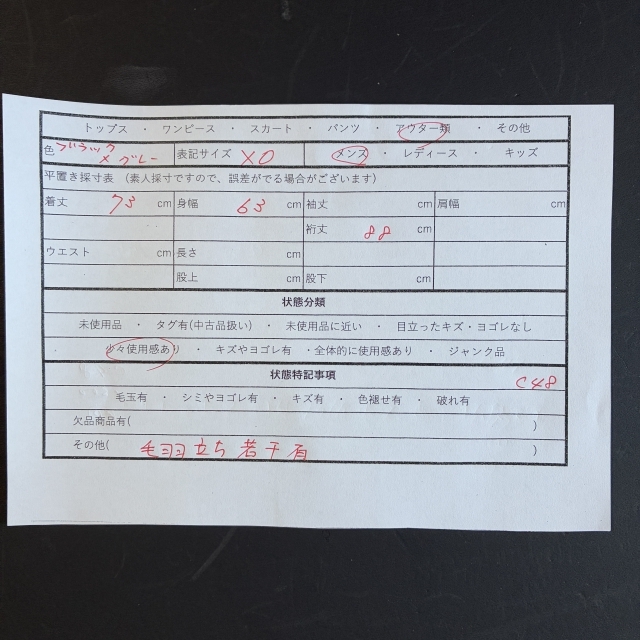 トップス ・ ワンピース ・ スカート ・ パンツ ・ アウター類 ・ その他
色 ブラック×グレー 表記サイズ XO メンズ ・ レディース ・ キッズ
平置き採寸表 (素人採寸ですので、誤差がでる場合がございます)
着丈 73 cm 身幅 63 cm 袖丈 cm 肩幅 cm
裄丈 88
ウエスト cm 長さ cm
股上 cm 股下 cm
状態分類
未使用品 ・ タグ有(中古品扱い) ・ 未使用品に近い ・ 目立ったキズ・ヨゴレなし
・ 少々使用感あり ・ キズやヨゴレ有 ・全体的に使用感あり ・ ジャンク品
状態特記事項 C48
毛玉有 ・ シミやヨゴレ有 ・ キズ有 ・ 色褪せ有 ・ 破れ有
欠品商品有( )
その他( 毛羽立ち若干有 )